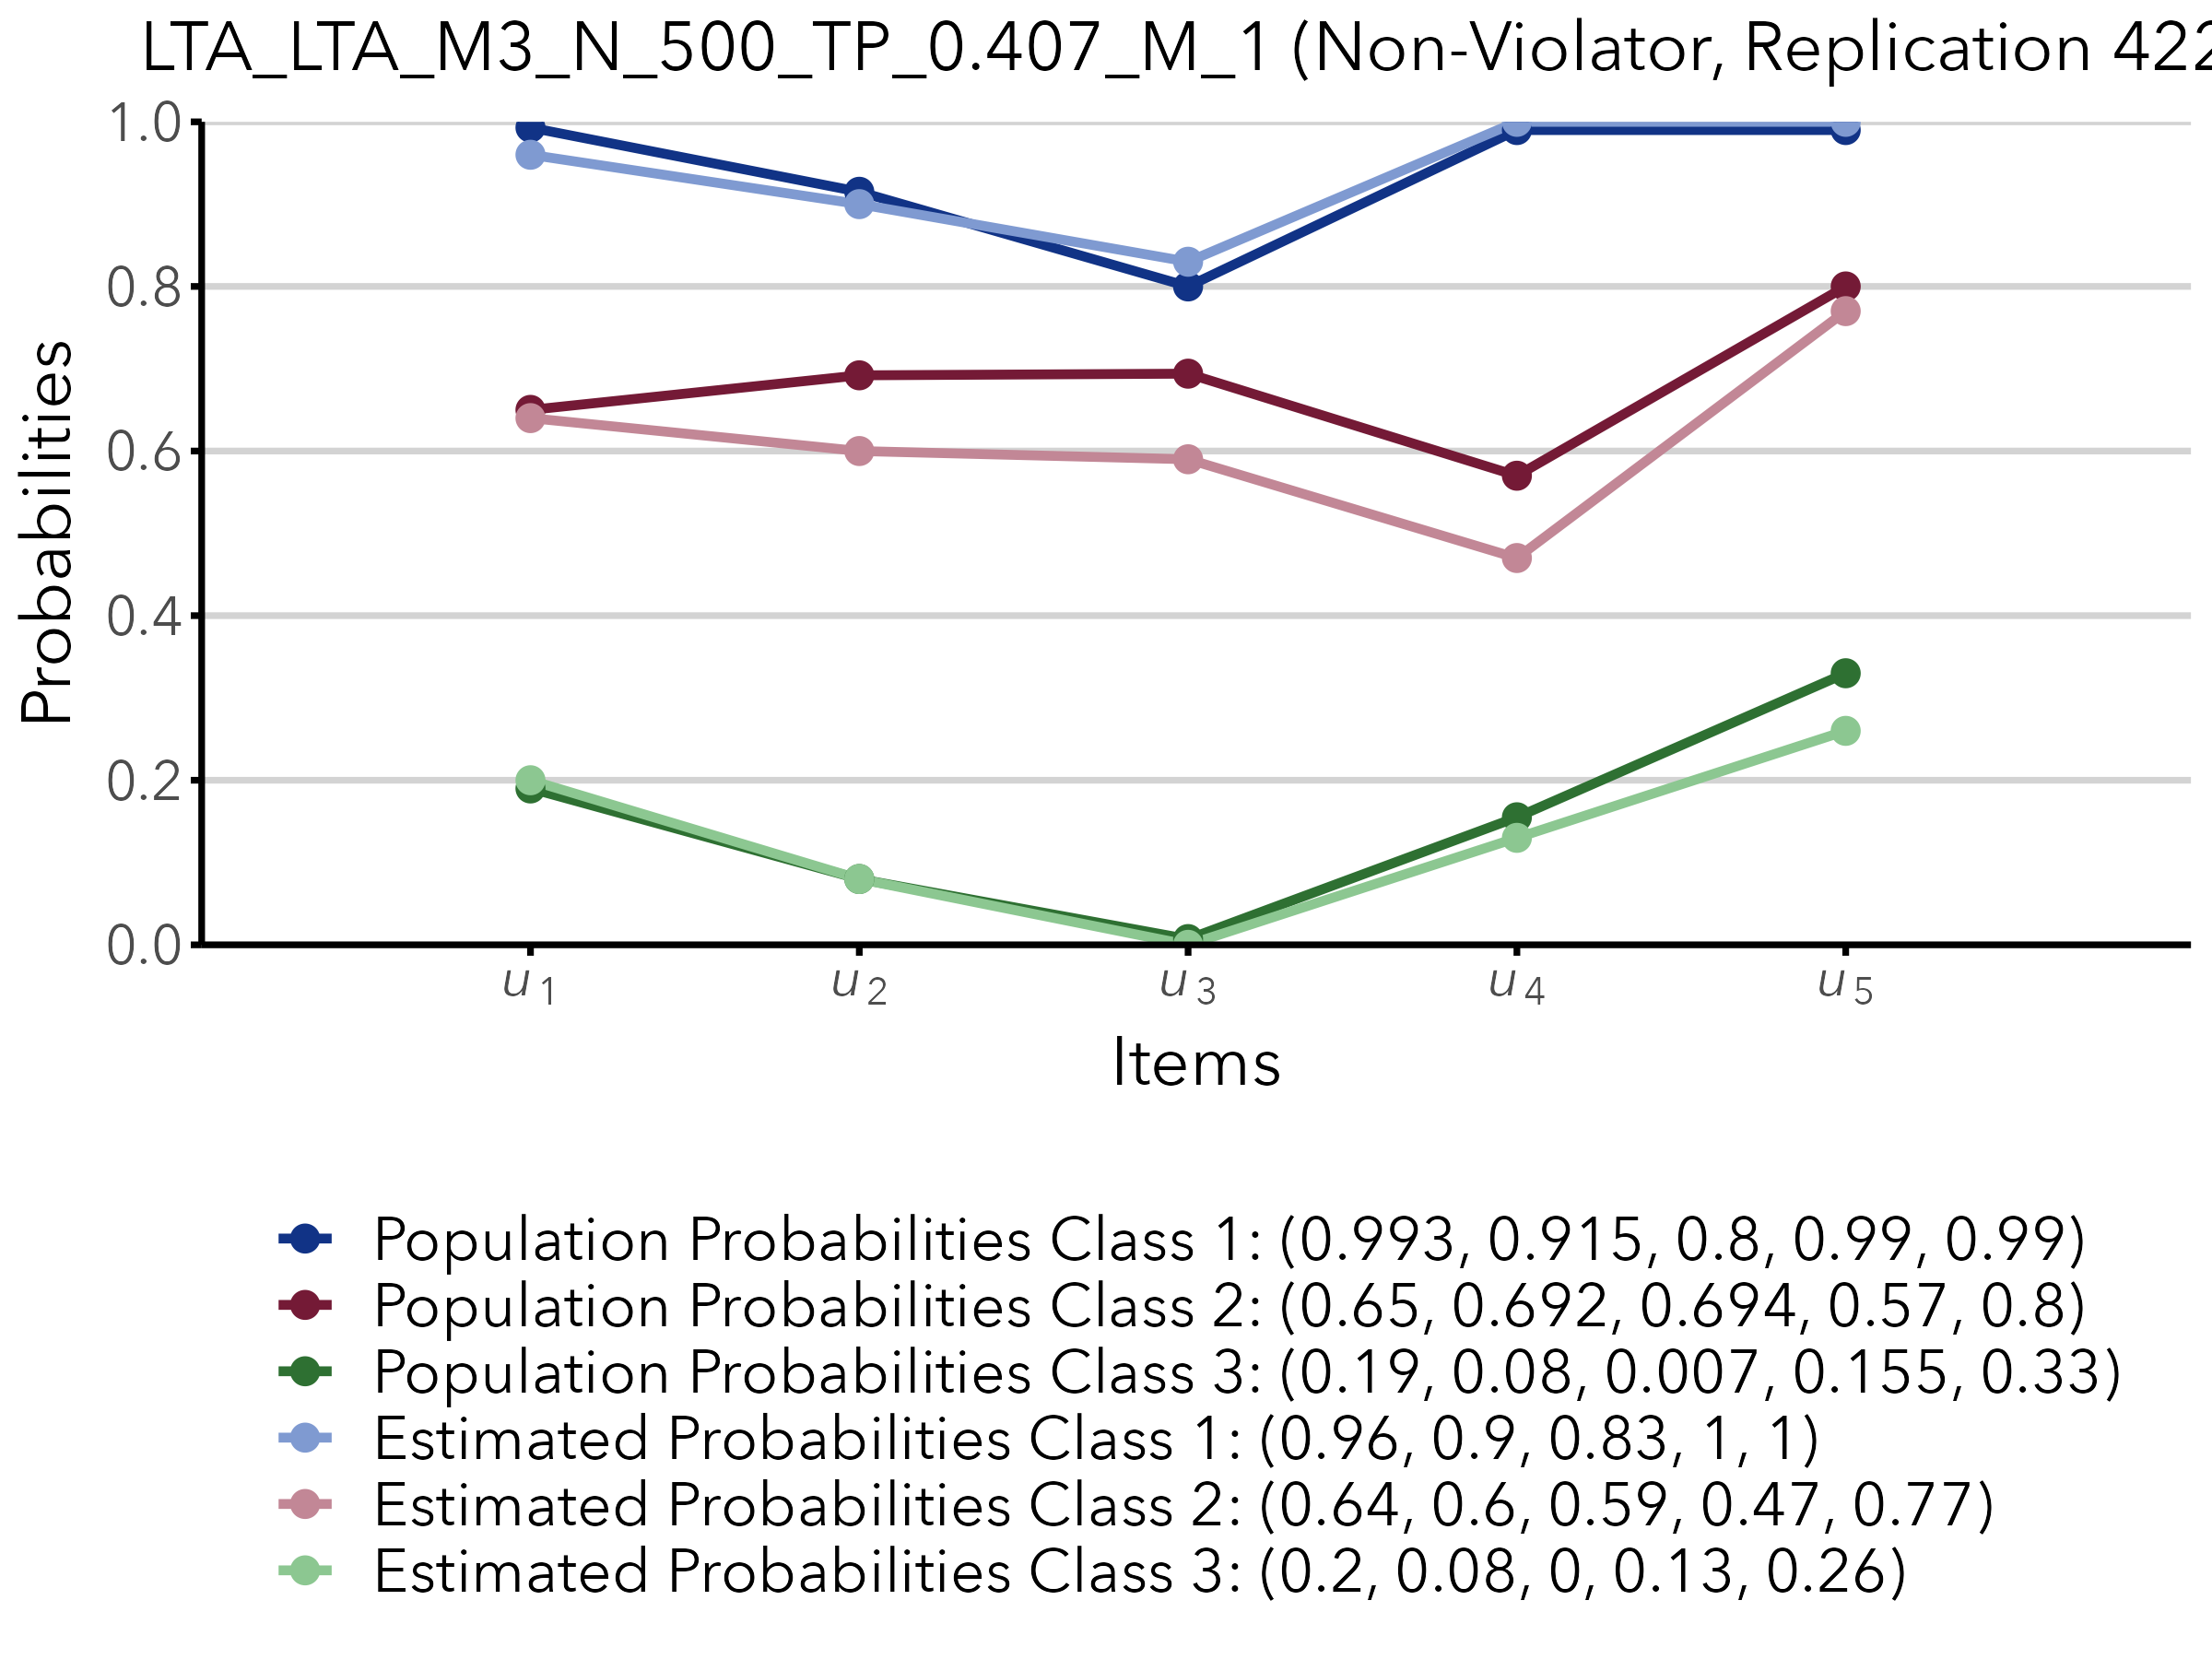 LTA_LTA_M3_N_500_TP_0.407_M_1 (Non-Violator, Replication 422
1.0
0.8
0.6
0.4
0.2
0.0
Probabilities
u1
u2
u3
u4
u5
Items
Population Probabilities Class 1: (0.993, 0.915, 0.8, 0.99, 0.99)
Population Probabilities Class 2: (0.65, 0.692, 0.694, 0.57, 0.8)
Population Probabilities Class 3: (0.19, 0.08, 0.007, 0.155, 0.33)
Estimated Probabilities Class 1: (0.96, 0.9, 0.83, 1, 1)
Estimated Probabilities Class 2: (0.64, 0.6, 0.59, 0.47, 0.77)
Estimated Probabilities Class 3: (0.2, 0.08, 0, 0.13, 0.26)